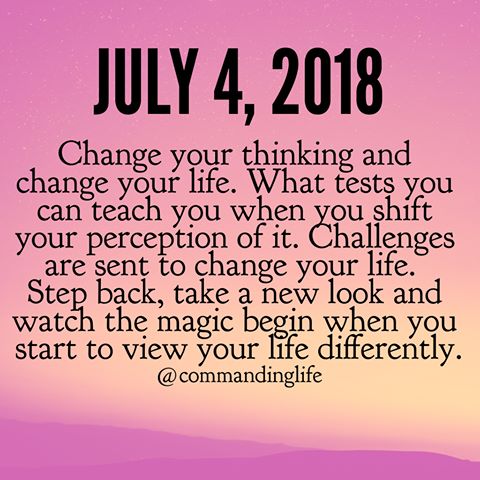 JULY 4, 2018
Change your thinking and
change your life. What tests you
can teach you when you shift
your perception of it. Challenges
are sent to change your life.
Step back, take a new look and
watch the magic begin when you
start to view your life differently.
@commandinglife